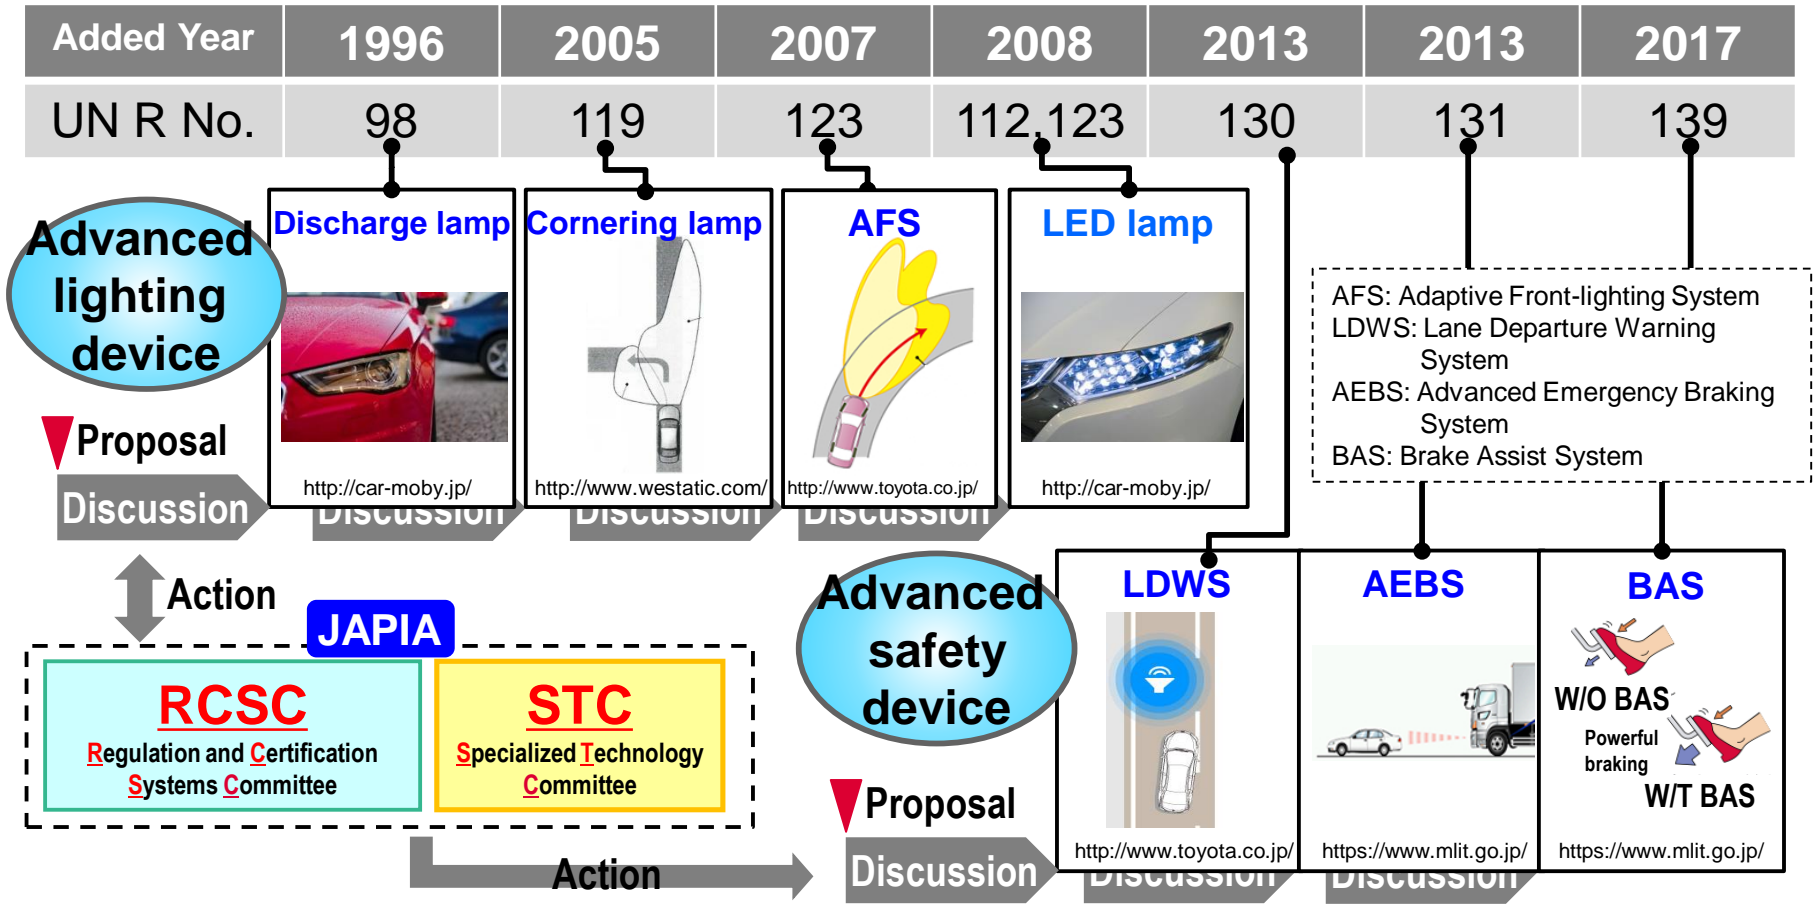 Added Year 1996 2005 2007 2008 2013 2013 2017
UN R No. 98 119 123 112,123 130 131 139
Advanced
lighting
device
Discharge lamp
http://car-moby.jp/
Cornering lamp
http://www.westatic.com/
AFS
http://www.toyota.co.jp/
LED lamp
http://car-moby.jp/
AFS: Adaptive Front-lighting System
LDWS: Lane Departure Warning
System
AEBS: Advanced Emergency Braking
System
BAS: Brake Assist System
Proposal
Discussion
Discussion
Discussion
Discussion
Action
JAPIA
RCSC
Regulation and Certification
Systems Committee
STC
Specialized Technology
Committee
Action
Advanced
safety
device
Proposal
Discussion
Discussion
Discussion
LDWS
http://www.toyota.co.jp/
AEBS
https://www.mlit.go.jp/
BAS
W/O BAS
Powerful
braking
W/T BAS
https://www.mlit.go.jp/